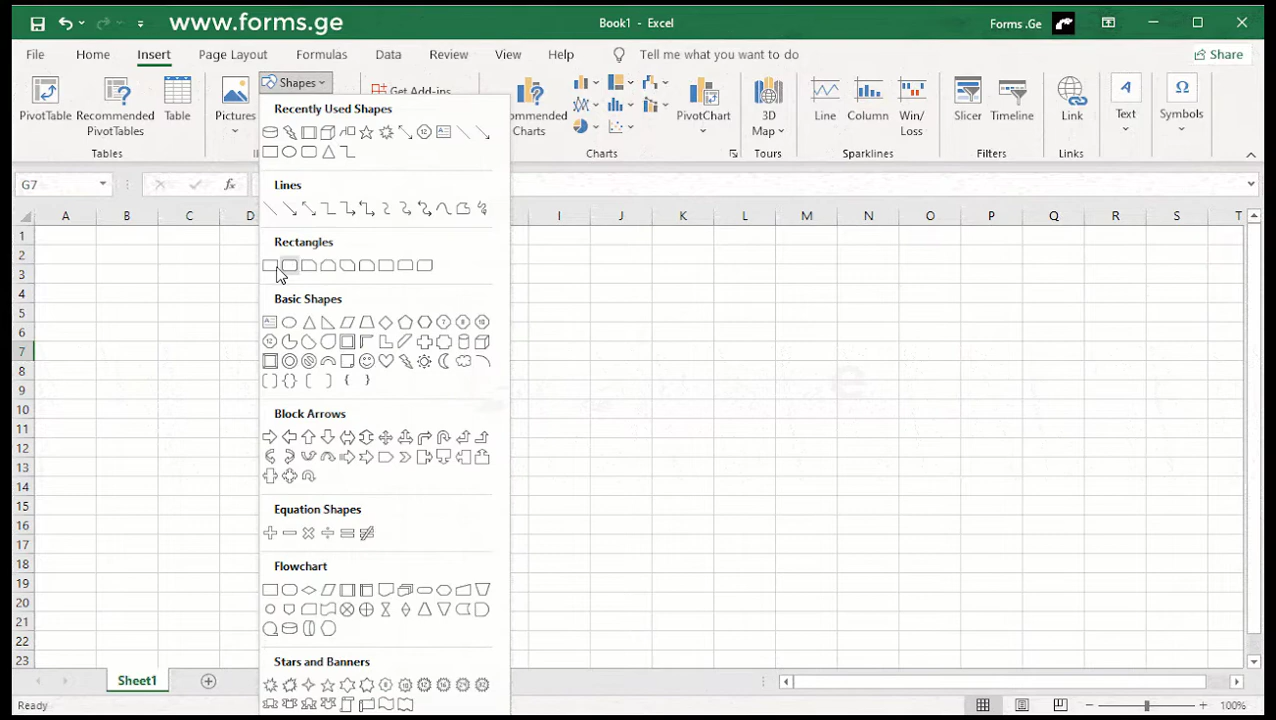 www.forms.ge
Book1 - Excel
Forms .Ge
File
Home
Insert
Page Layout
Formulas
Data
Review
View
Help
Tell me what you want to do
Share
PivotTable
Recommended
PivotTables
Table
Tables
Pictures
Shapes
Get Add-ins
Recommended
Charts
PivotChart
Charts
3D
Map
Tours
Line
Column
Win/
Loss
Sparklines
Slicer
Timeline
Filters
Link
Links
Text
Symbols
Recently Used Shapes
Lines
Rectangles
Basic Shapes
Block Arrows
Equation Shapes
Flowchart
Stars and Banners
G7
fx
A B C D I J K L M N O P Q R S T
1
2
3
4
5
6
7
8
9
10
11
12
13
14
15
16
17
18
19
20
21
22
23
Sheet1
Ready
100%